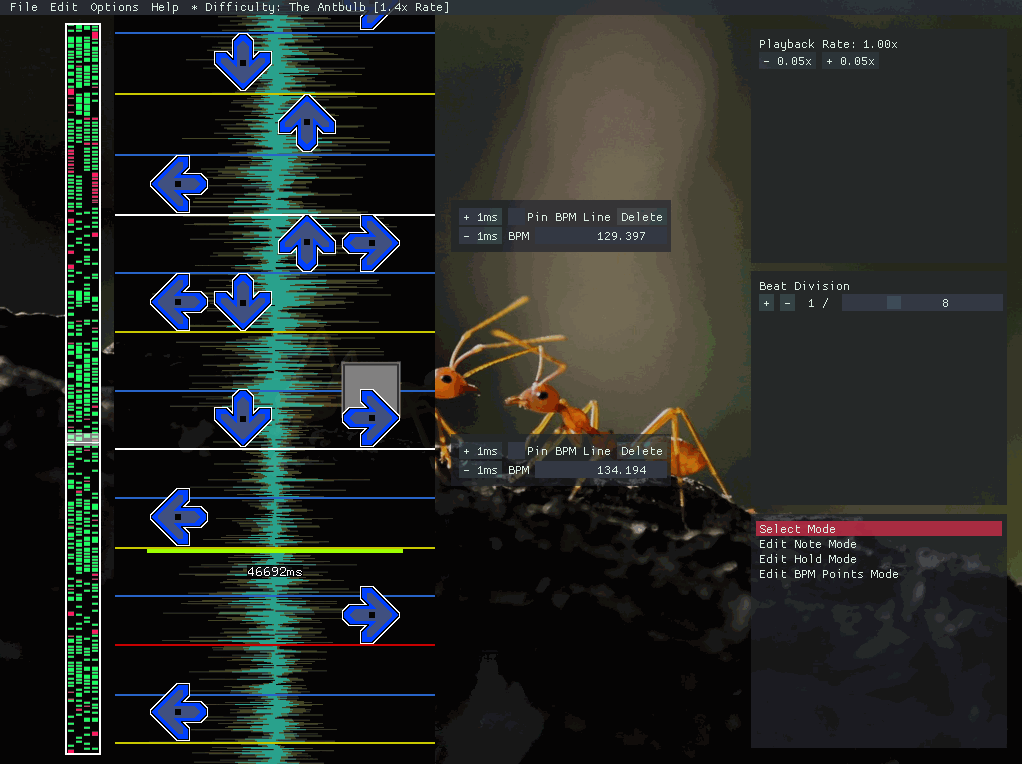 File Edit Options Help * Difficulty: The Antbulb [1.4x Rate]
Playback Rate: 1.00x
- 0.05x + 0.05x
+ 1ms Pin BPM Line Delete
- 1ms BPM 129.397
Beat Division
+ - 1 / 8
+ 1ms Pin BPM Line Delete
- 1ms BPM 134.194
Select Mode
Edit Note Mode
Edit Hold Mode
Edit BPM Points Mode
46692ms